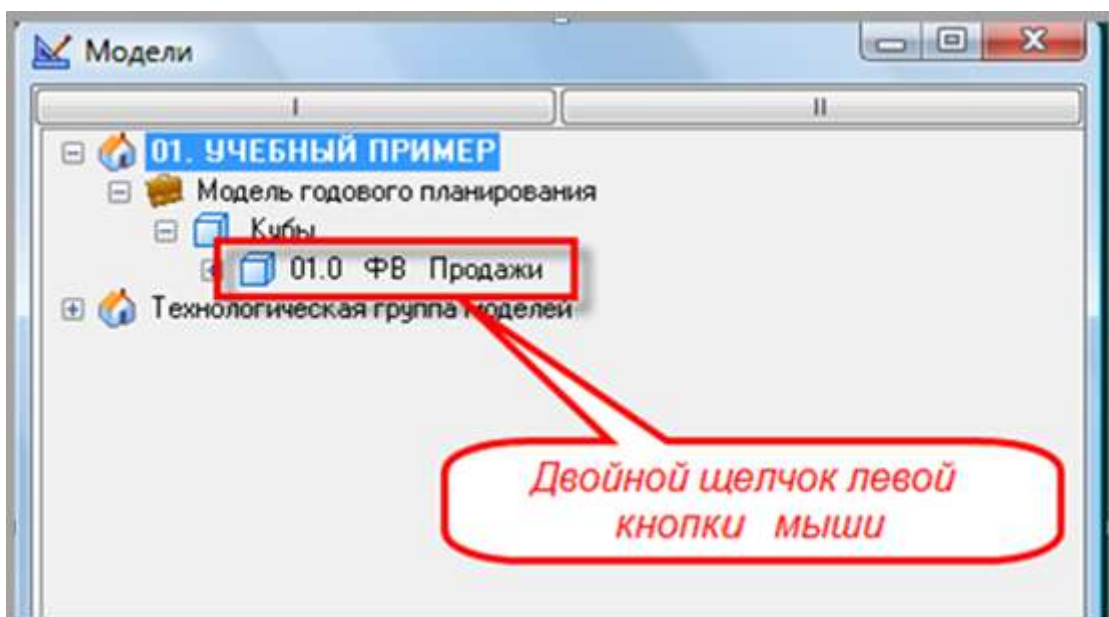 Модели
I II
01. УЧЕБНЫЙ ПРИМЕР
Модель годового планирования
Кубы
01.0 ФВ Продажи
Технологическая группа моделей
Двойной щелчок левой
кнопки мыши